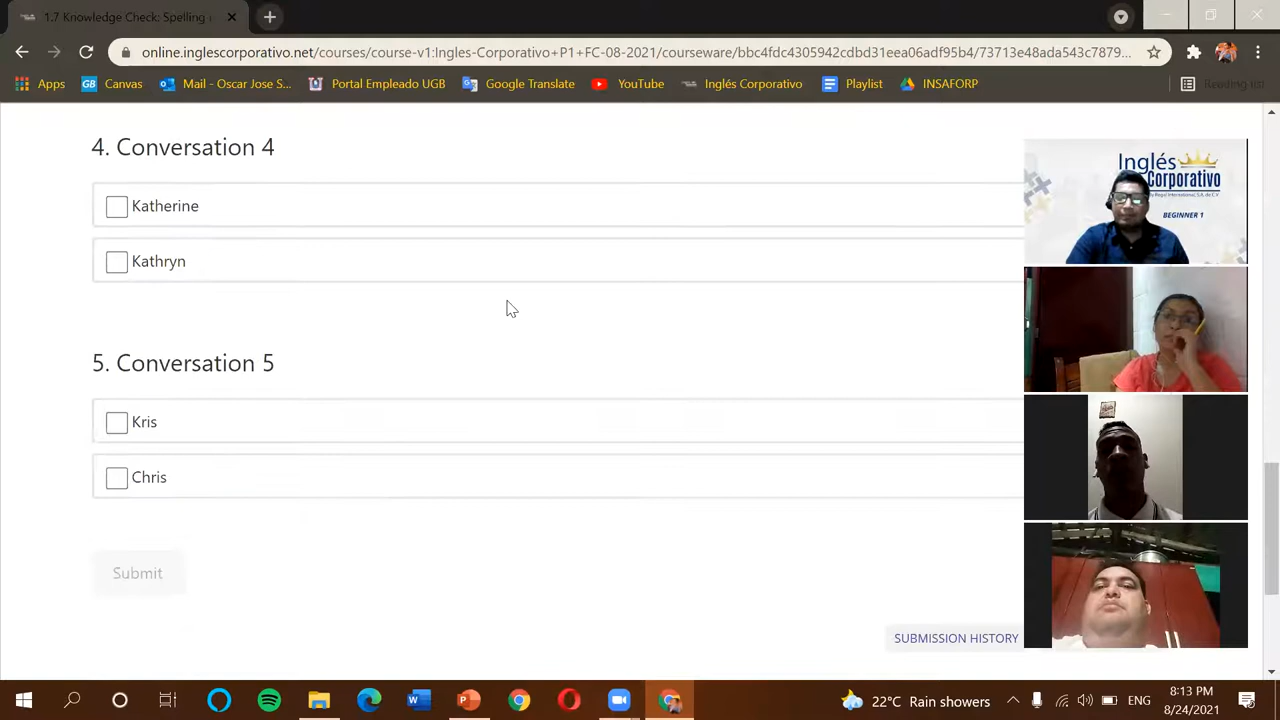 1.7 Knowledge Check: Spelling
online.inglescorporativo.net/courses/course-v1:Ingles-Corporativo+P1+FC-08-2021/courseware/bbc4fdc4305942cdbd31eea06adf95b4/73713e48ada543c7879...
Apps
GB Canvas
Mail - Oscar Jose S...
Portal Empleado UGB
Google Translate
YouTube
Inglés Corporativo
Playlist
INSAFORP
Reading list
4. Conversation 4
Katherine
Kathryn
5. Conversation 5
Kris
Chris
Submit
SUBMISSION HISTORY
Inglés
Corporativo
BEGINNER 1
22°C Rain showers
ENG
8:13 PM
8/24/2021